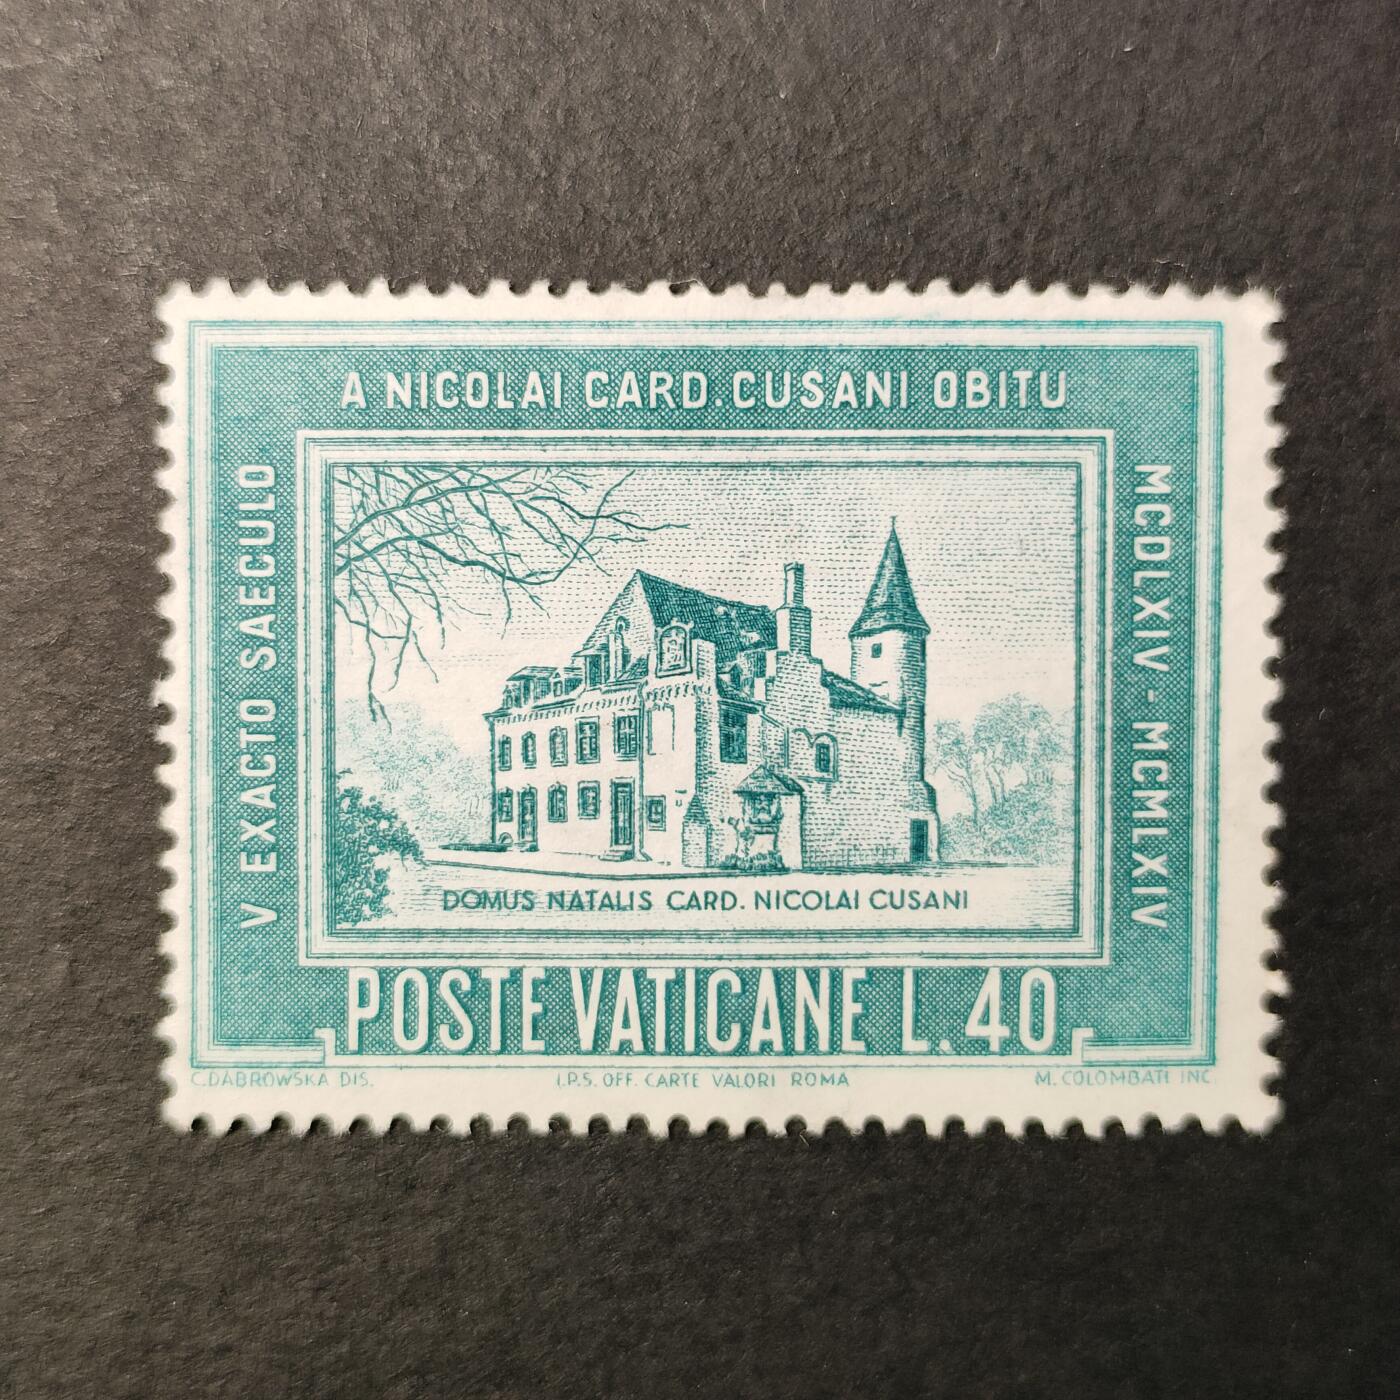 V EXACTO SAECULO
A NICOLAI CARD. CUSANI OBITU
MCDLXIV - MCMLXIV
DOMUS NATALIS CARD. NICOLAI CUSANI
POSTE VATICANE L. 40
C. DABROWSKA DIS.
I.P.S. OFF. CARTE VALORI ROMA
M. COLOMBATI INC.